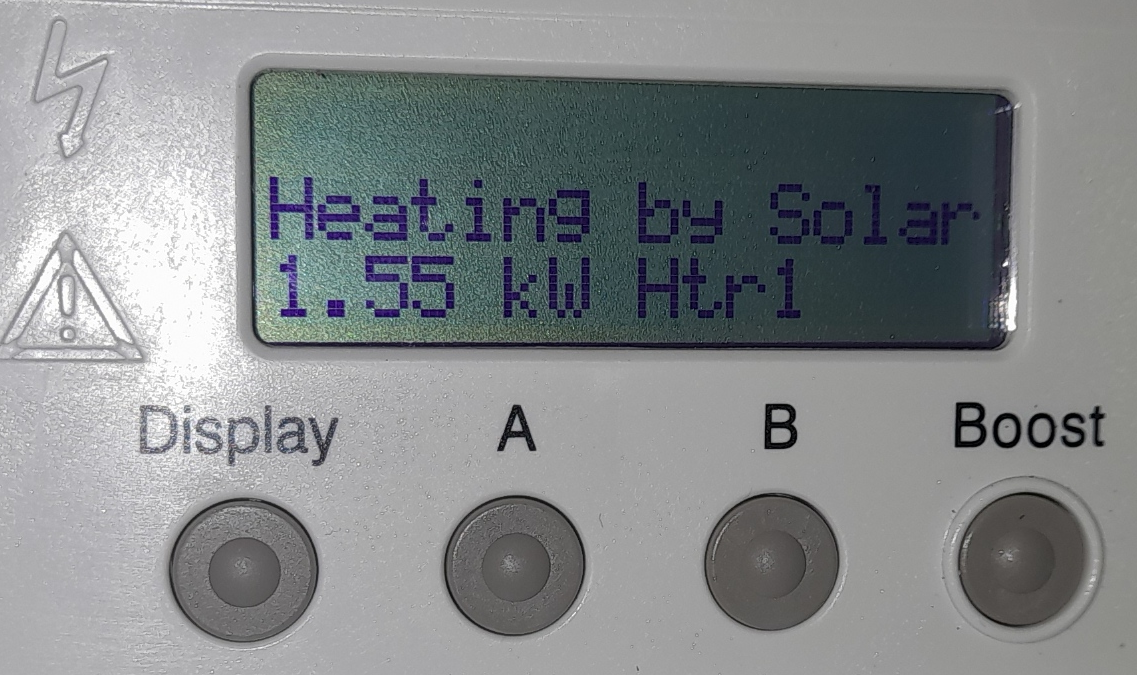 Heating by Solar
1.55 kW Htr1
Display A B Boost